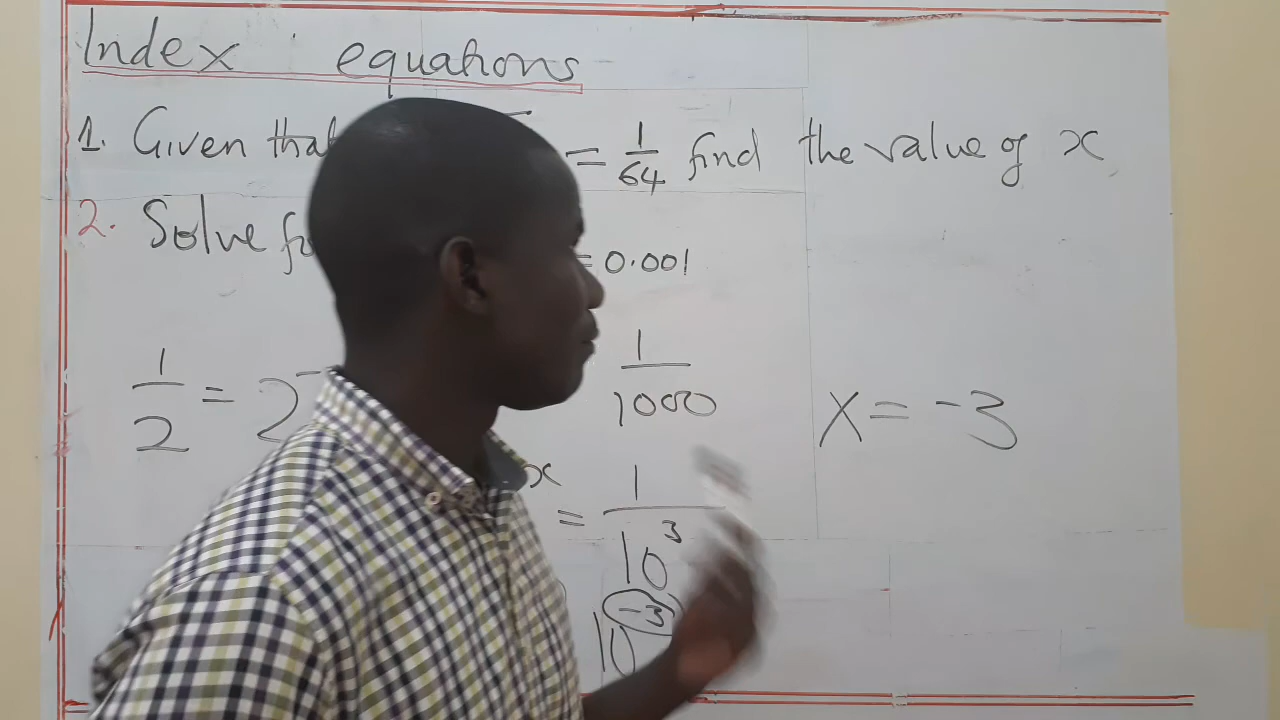 Index equations
1. Given that = 1/64 find the value of x
2. Solve for = 0.001
1/2 = 2⁻
1/1000
x = -3
x = 1/10³
10⁻³